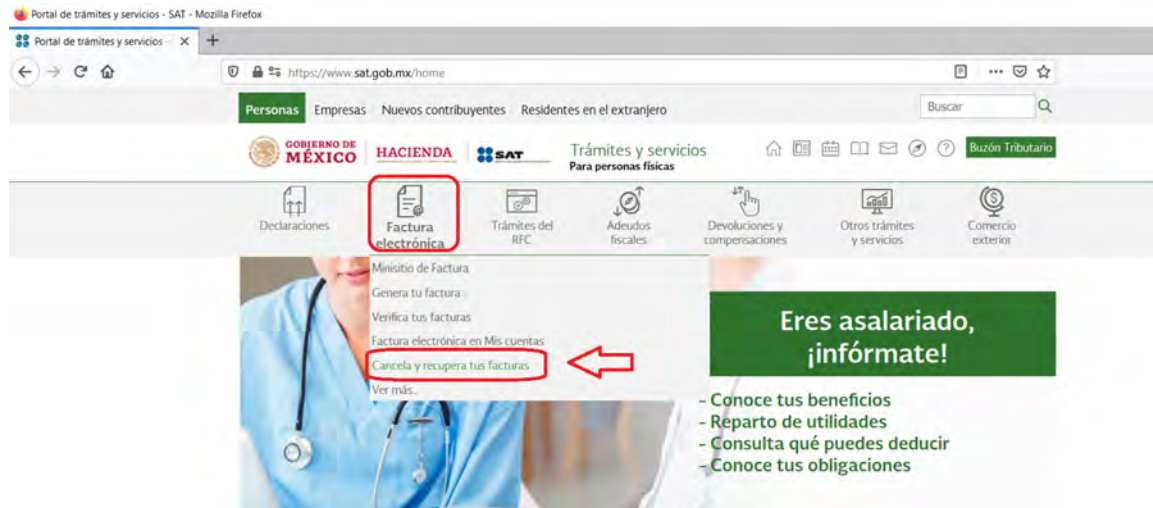 Portal de trámites y servicios - SAT - Mozilla Firefox
Portal de trámites y servicios -
https://www.sat.gob.mx/home
Personas Empresas Nuevos contribuyentes Residentes en el extranjero Buscar
GOBIERNO DE MÉXICO HACIENDA SAT Trámites y servicios Para personas físicas Buzón Tributario
Declaraciones
Factura electrónica
Trámites del RFC
Adeudos fiscales
Devoluciones y compensaciones
Otros trámites y servicios
Comercio exterior
Minisitio de Factura
Genera tu factura
Verifica tus facturas
Factura electrónica en Mis cuentas
Cancela y recupera tus facturas
Ver más..
Eres asalariado,
¡infórmate!
- Conoce tus beneficios
- Reparto de utilidades
- Consulta qué puedes deducir
- Conoce tus obligaciones